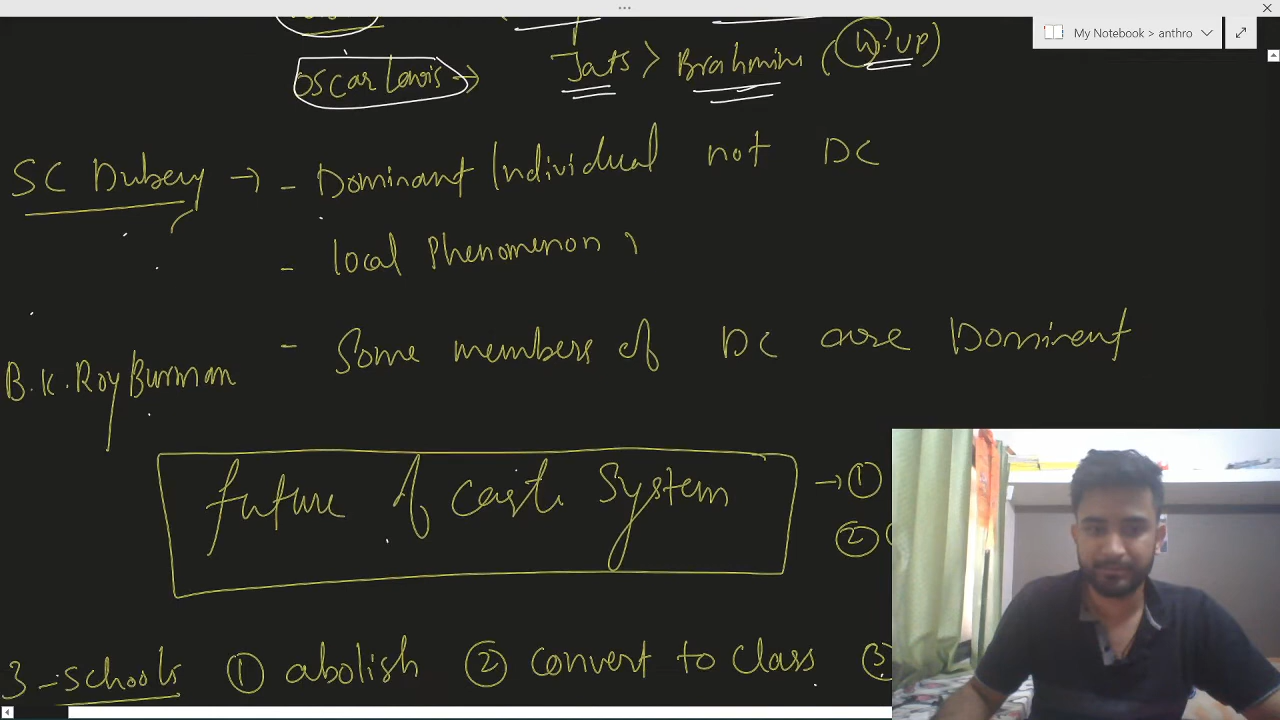 My Notebook > anthro
Oscar Lewis → Jats > Brahmins (W.UP)
SC Dubey → - Dominant Individual not DC
- local Phenomenon
B.K. Roy Burman - Some members of DC are Dominent
future of caste System → ①
②
3 - schools ① abolish ② convert to Class ③